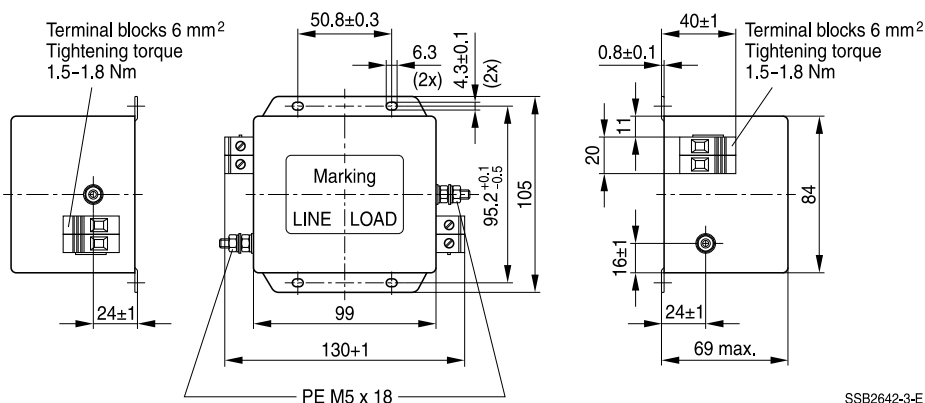 Terminal blocks 6 mm²
Tightening torque
1.5–1.8 Nm
50.8±0.3
6.3
(2x)
4.3±0.1
(2x)
40±1
0.8±0.1
Terminal blocks 6 mm²
Tightening torque
1.5–1.8 Nm
11
20
Marking
LINE LOAD
95.2 +0.1 -0.5
105
84
16±1
24±1
99
130+1
24±1
69 max.
PE M5 x 18
SSB2642-3-E